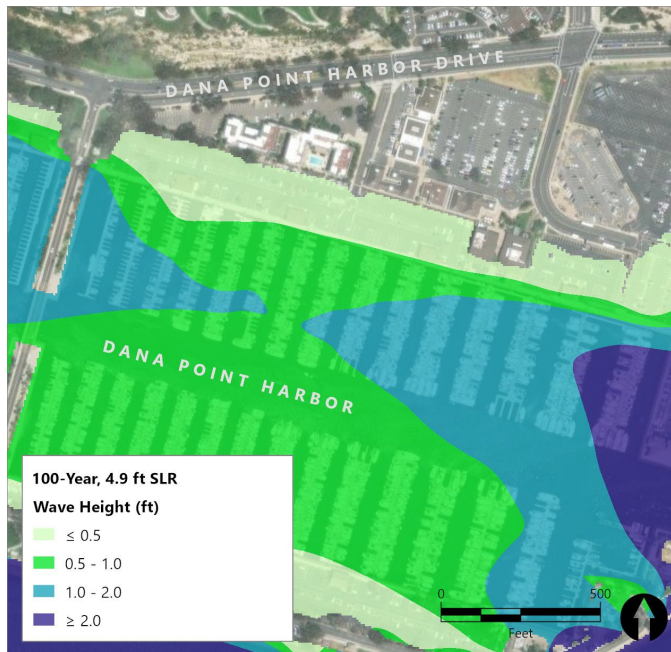 DANA POINT HARBOR DRIVE
DANA POINT HARBOR
100-Year, 4.9 ft SLR
Wave Height (ft)
≤ 0.5
0.5 - 1.0
1.0 - 2.0
≥ 2.0
0 500
Feet